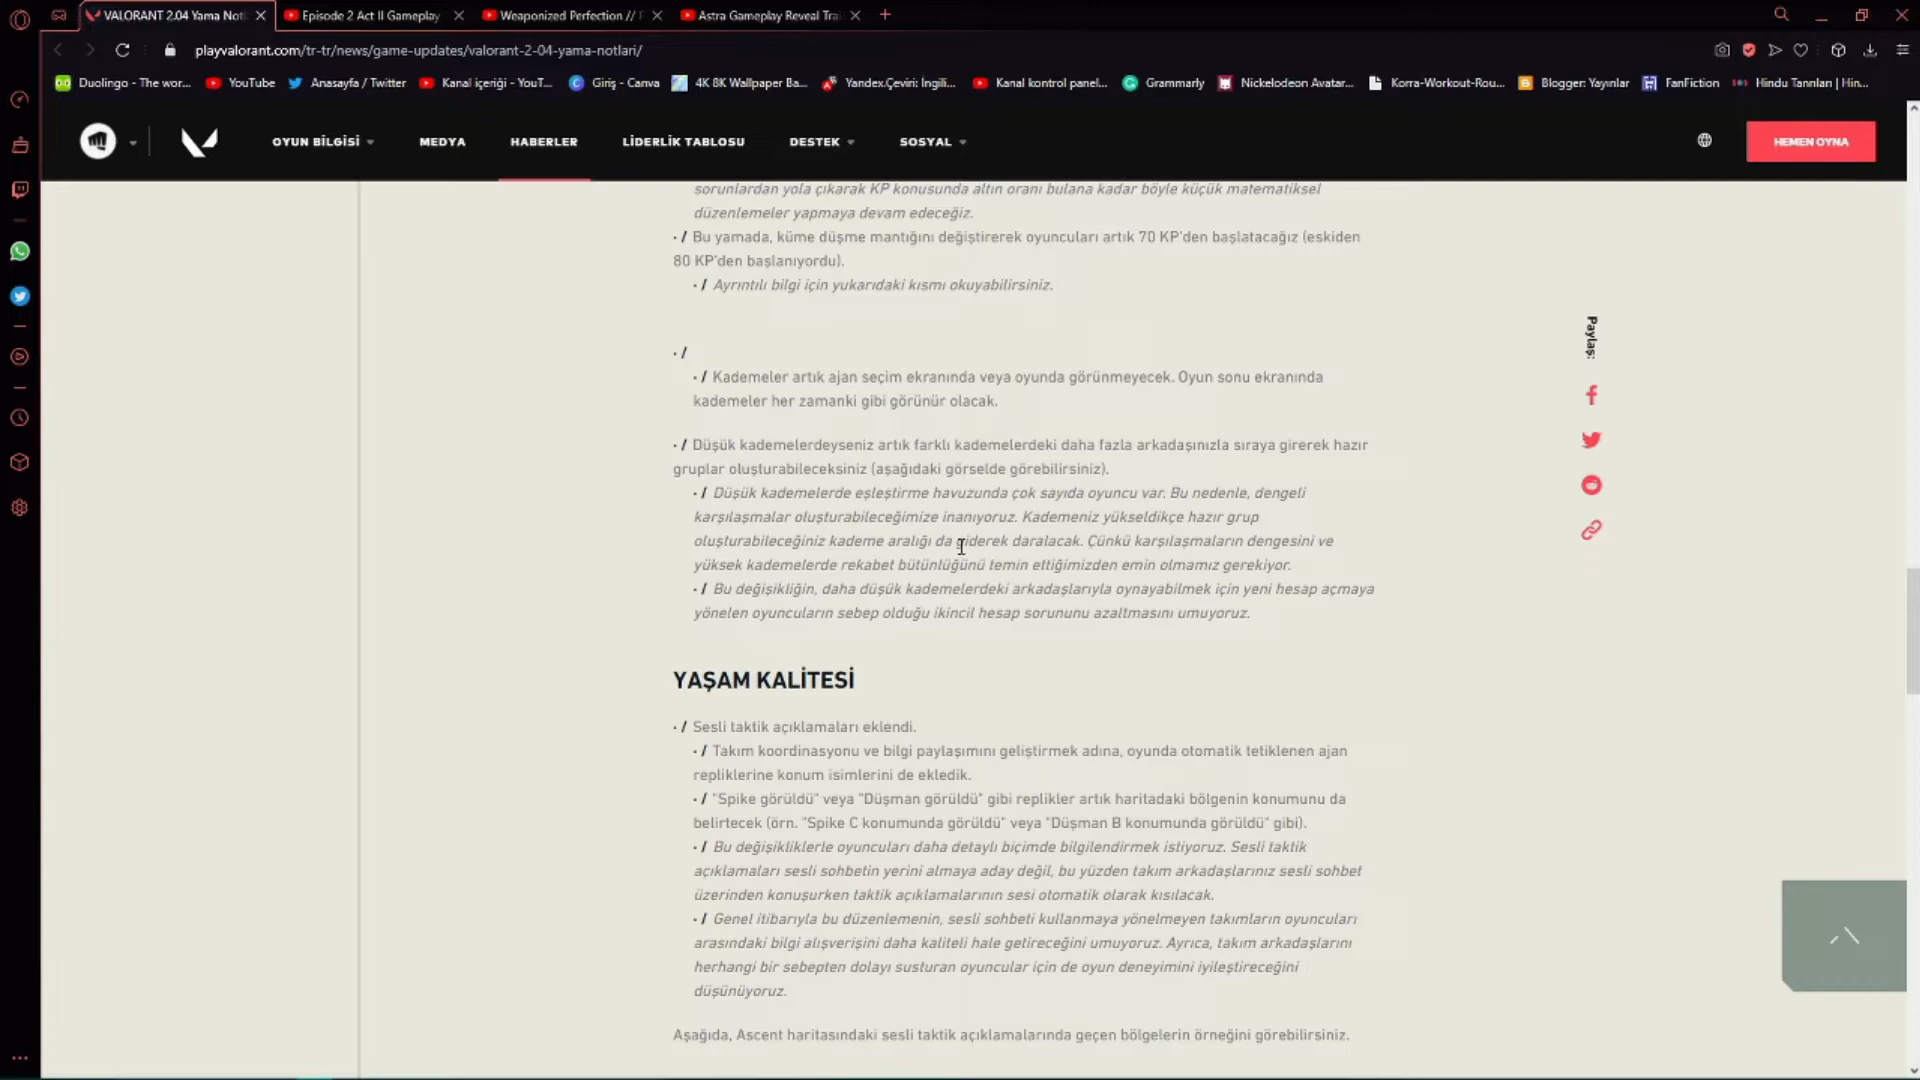 VALORANT 2.04 Yama Notl
Episode 2 Act II Gameplay
Weaponized Perfection //
Astra Gameplay Reveal Tra
playvalorant.com/tr-tr/news/game-updates/valorant-2-04-yama-notlari/
Duolingo - The wor...
YouTube
Anasayfa / Twitter
Kanal içeriği - YouT...
Giriş - Canva
4K 8K Wallpaper Ba...
Yandex.Çeviri: İngili...
Kanal kontrol panel...
Grammarly
Nickelodeon Avatar...
Korra-Workout-Rou...
Blogger: Yayınlar
FanFiction
Hindu Tanrıları | Hin...
OYUN BİLGİSİ
MEDYA
HABERLER
LİDERLİK TABLOSU
DESTEK
SOSYAL
HEMEN OYNA
sorunlardan yola çıkarak KP konusunda altın oranı bulana kadar böyle küçük matematiksel
düzenlemeler yapmaya devam edeceğiz.
· / Bu yamada, küme düşme mantığını değiştirerek oyuncuları artık 70 KP'den başlatacağız (eskiden
80 KP'den başlanıyordu).
· / Ayrıntılı bilgi için yukarıdaki kısmı okuyabilirsiniz.
· /
· / Kademeler artık ajan seçim ekranında veya oyunda görünmeyecek. Oyun sonu ekranında
kademeler her zamanki gibi görünür olacak.
· / Düşük kademelerdeyseniz artık farklı kademelerdeki daha fazla arkadaşınızla sıraya girerek hazır
gruplar oluşturabileceksiniz (aşağıdaki görselde görebilirsiniz).
· / Düşük kademelerde eşleştirme havuzunda çok sayıda oyuncu var. Bu nedenle, dengeli
karşılaşmalar oluşturabileceğimize inanıyoruz. Kademeniz yükseldikçe hazır grup
oluşturabileceğiniz kademe aralığı da giderek daralacak. Çünkü karşılaşmaların dengesini ve
yüksek kademelerde rekabet bütünlüğünü temin ettiğimizden emin olmamız gerekiyor.
· / Bu değişikliğin, daha düşük kademelerdeki arkadaşlarıyla oynayabilmek için yeni hesap açmaya
yönelen oyuncuların sebep olduğu ikincil hesap sorununu azaltmasını umuyoruz.
Paylaş:
YAŞAM KALİTESİ
· / Sesli taktik açıklamaları eklendi.
· / Takım koordinasyonu ve bilgi paylaşımını geliştirmek adına, oyunda otomatik tetiklenen ajan
repliklerine konum isimlerini de ekledik.
· / "Spike görüldü" veya "Düşman görüldü" gibi replikler artık haritadaki bölgenin konumunu da
belirtecek (örn. "Spike C konumunda görüldü" veya "Düşman B konumunda görüldü" gibi).
· / Bu değişikliklerle oyuncuları daha detaylı biçimde bilgilendirmek istiyoruz. Sesli taktik
açıklamaları sesli sohbetin yerini almaya aday değil, bu yüzden takım arkadaşlarınız sesli sohbet
üzerinden konuşurken taktik açıklamalarının sesi otomatik olarak kısılacak.
· / Genel itibarıyla bu düzenlemenin, sesli sohbeti kullanmaya yönelmeyen takımların oyuncuları
arasındaki bilgi alışverişini daha kaliteli hale getireceğini umuyoruz. Ayrıca, takım arkadaşlarını
herhangi bir sebepten dolayı susturan oyuncular için de oyun deneyimini iyileştireceğini
düşünüyoruz.
Aşağıda, Ascent haritasındaki sesli taktik açıklamalarında geçen bölgelerin örneğini görebilirsiniz.